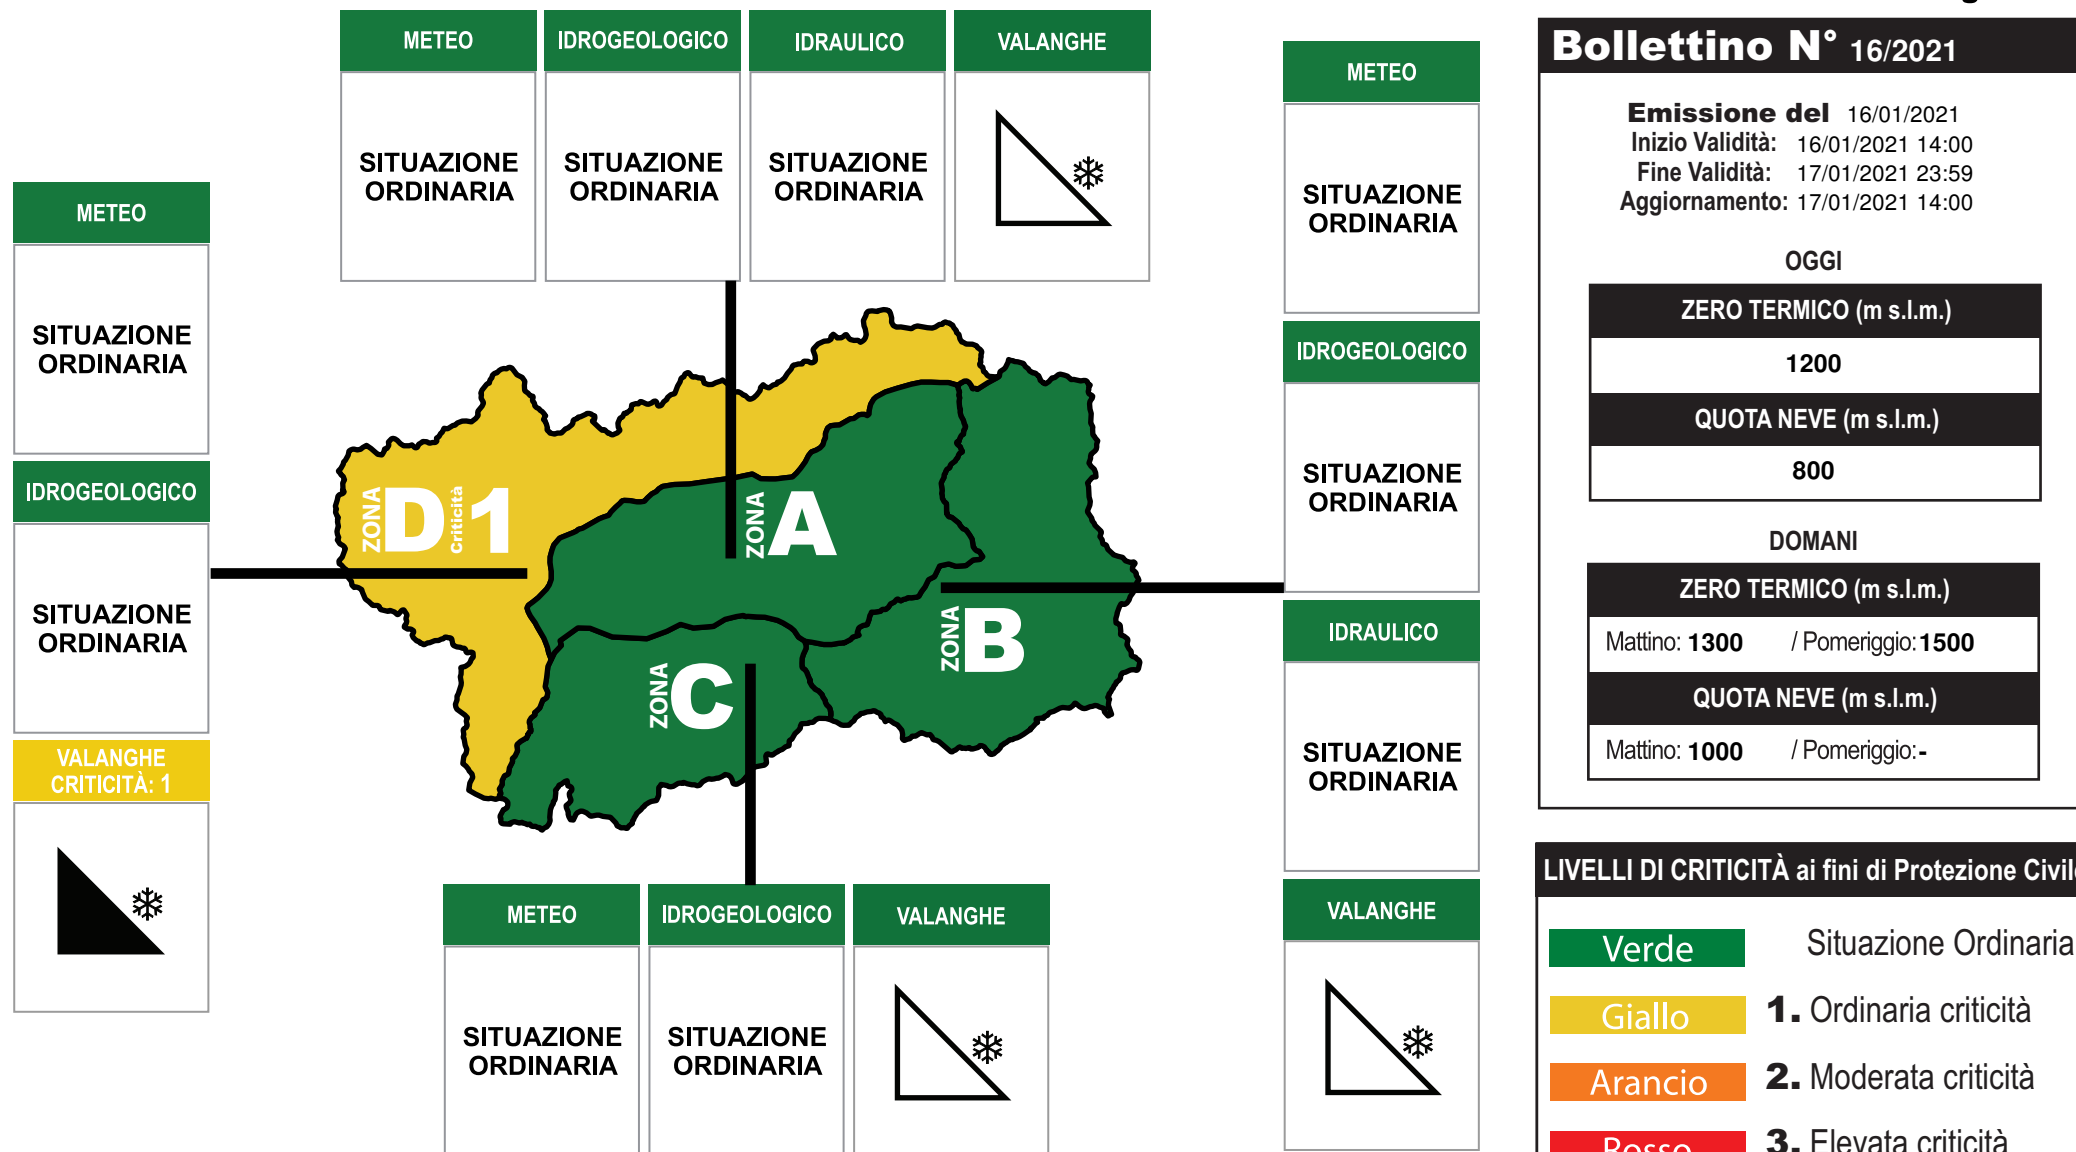 METEO
IDROGEOLOGICO
IDRAULICO
VALANGHE
SITUAZIONE
ORDINARIA
SITUAZIONE
ORDINARIA
SITUAZIONE
ORDINARIA
METEO
SITUAZIONE
ORDINARIA
IDROGEOLOGICO
SITUAZIONE
ORDINARIA
VALANGHE
CRITICITÀ: 1
ZONA D Criticità 1
ZONA A
ZONA B
ZONA C
METEO
SITUAZIONE
ORDINARIA
IDROGEOLOGICO
SITUAZIONE
ORDINARIA
IDRAULICO
SITUAZIONE
ORDINARIA
VALANGHE
METEO
IDROGEOLOGICO
VALANGHE
SITUAZIONE
ORDINARIA
SITUAZIONE
ORDINARIA
Bollettino N° 16/2021
Emissione del 16/01/2021
Inizio Validità: 16/01/2021 14:00
Fine Validità: 17/01/2021 23:59
Aggiornamento: 17/01/2021 14:00
OGGI
ZERO TERMICO (m s.l.m.)
1200
QUOTA NEVE (m s.l.m.)
800
DOMANI
ZERO TERMICO (m s.l.m.)
Mattino: 1300 / Pomeriggio: 1500
QUOTA NEVE (m s.l.m.)
Mattino: 1000 / Pomeriggio: -
LIVELLI DI CRITICITÀ ai fini di Protezione Civile
Verde Situazione Ordinaria
Giallo 1. Ordinaria criticità
Arancio 2. Moderata criticità
Rosso 3. Elevata criticità